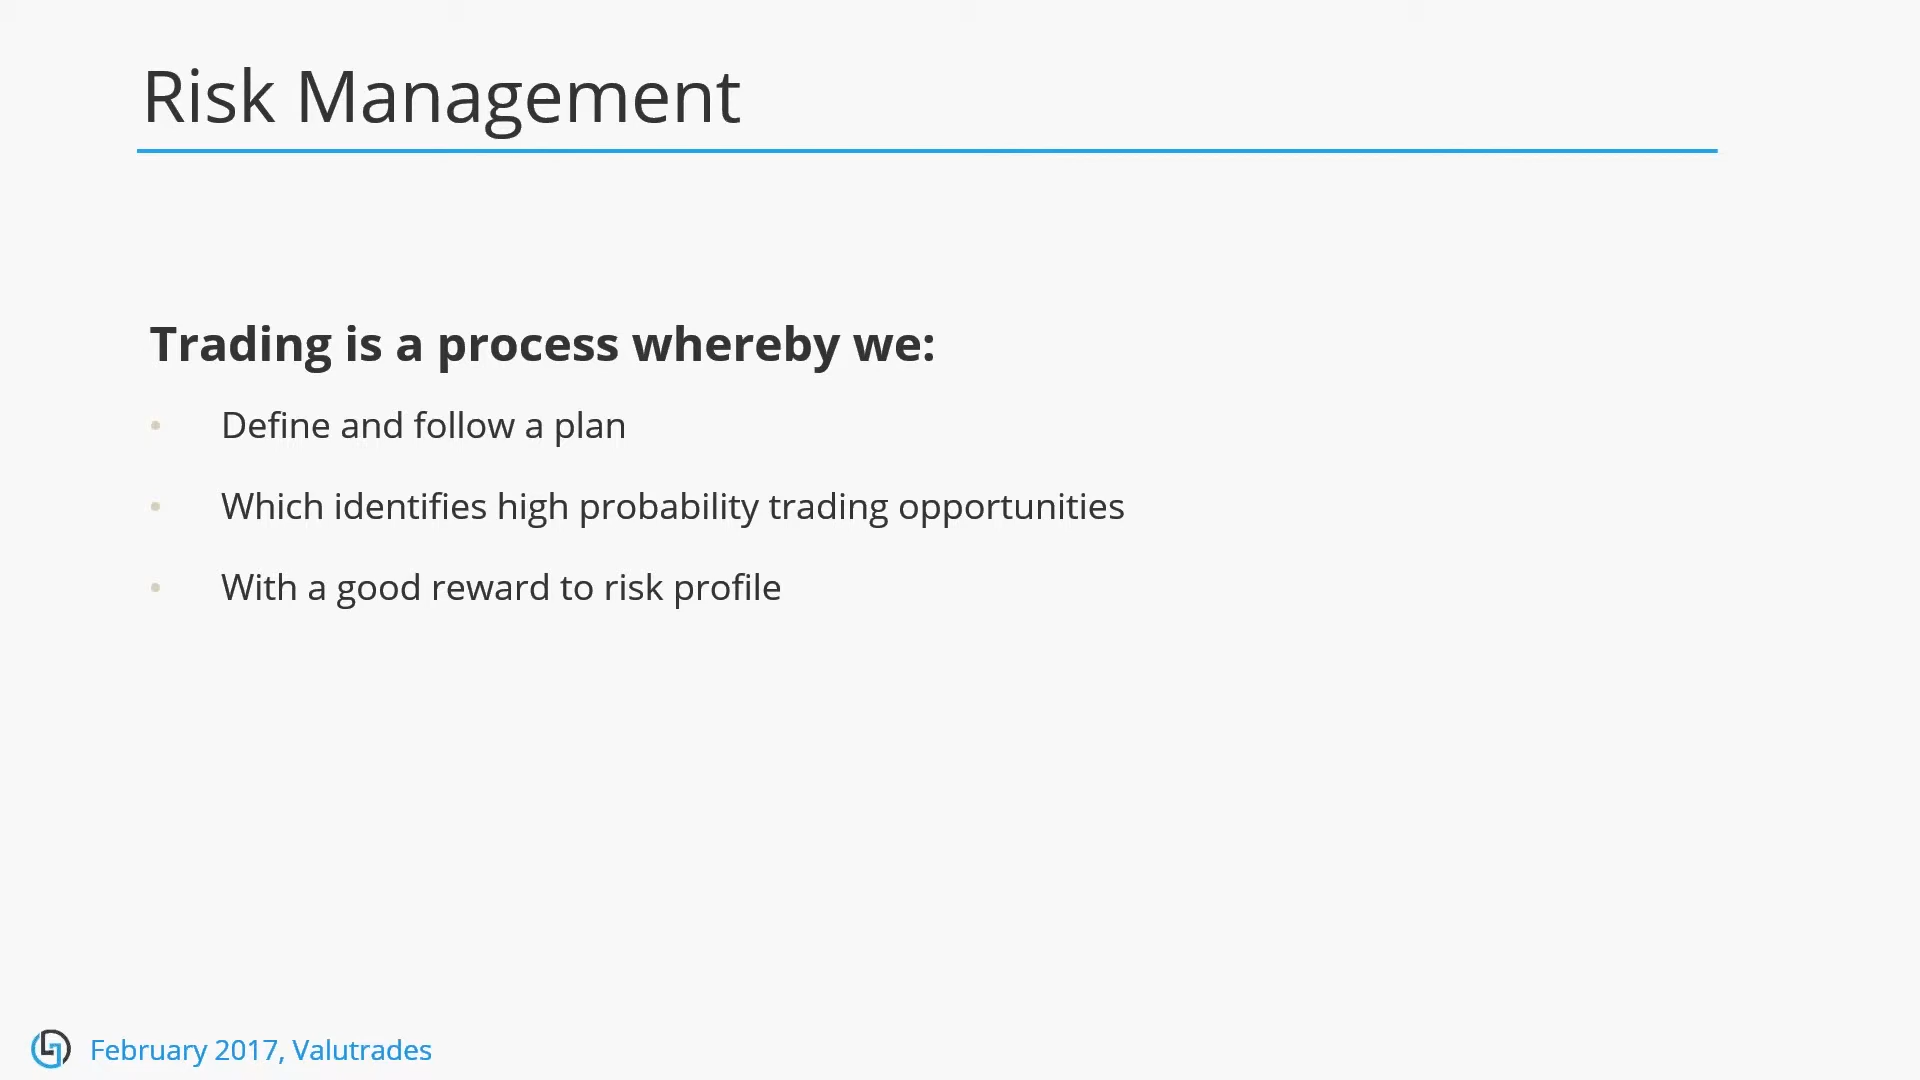 Risk Management
Trading is a process whereby we:
• Define and follow a plan
• Which identifies high probability trading opportunities
• With a good reward to risk profile
February 2017, Valutrades